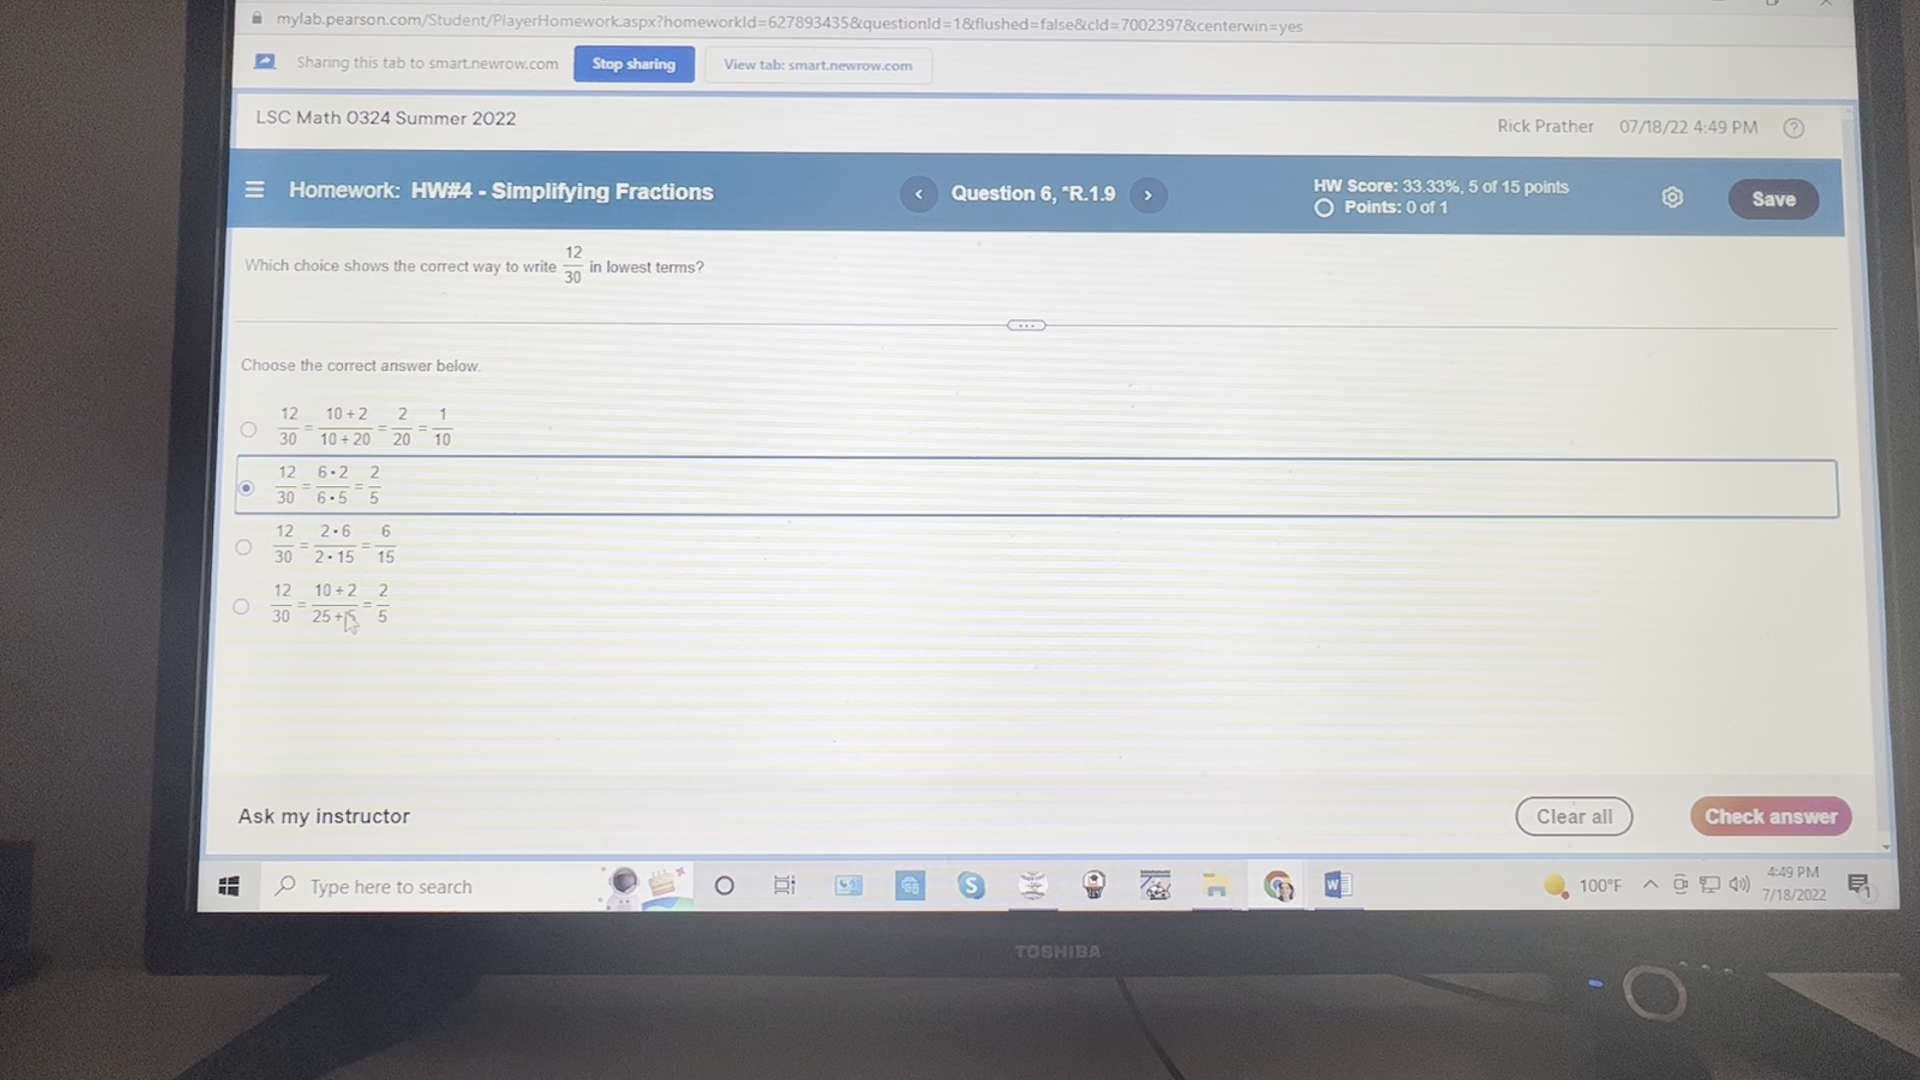 mylab.pearson.com/Student/PlayerHomework.aspx?homeworkId=627893435&questionId=1&flushed=false&cId=7002397&centerwin=yes
Sharing this tab to smart.newrow.com Stop sharing View tab: smart.newrow.com
LSC Math 0324 Summer 2022 Rick Prather 07/18/22 4:49 PM ?
Homework: HW#4 - Simplifying Fractions < Question 6, *R.1.9 > HW Score: 33.33%, 5 of 15 points
Points: 0 of 1 Save
Which choice shows the correct way to write 12/30 in lowest terms?
Choose the correct answer below.
12/30 = (10 + 2)/(10 + 20) = 2/20 = 1/10
12/30 = (6 • 2)/(6 • 5) = 2/5
12/30 = (2 • 6)/(2 • 15) = 6/15
12/30 = (10 + 2)/(25 + 5) = 2/5
Ask my instructor Clear all Check answer
Type here to search 100°F 4:49 PM
7/18/2022
TOSHIBA